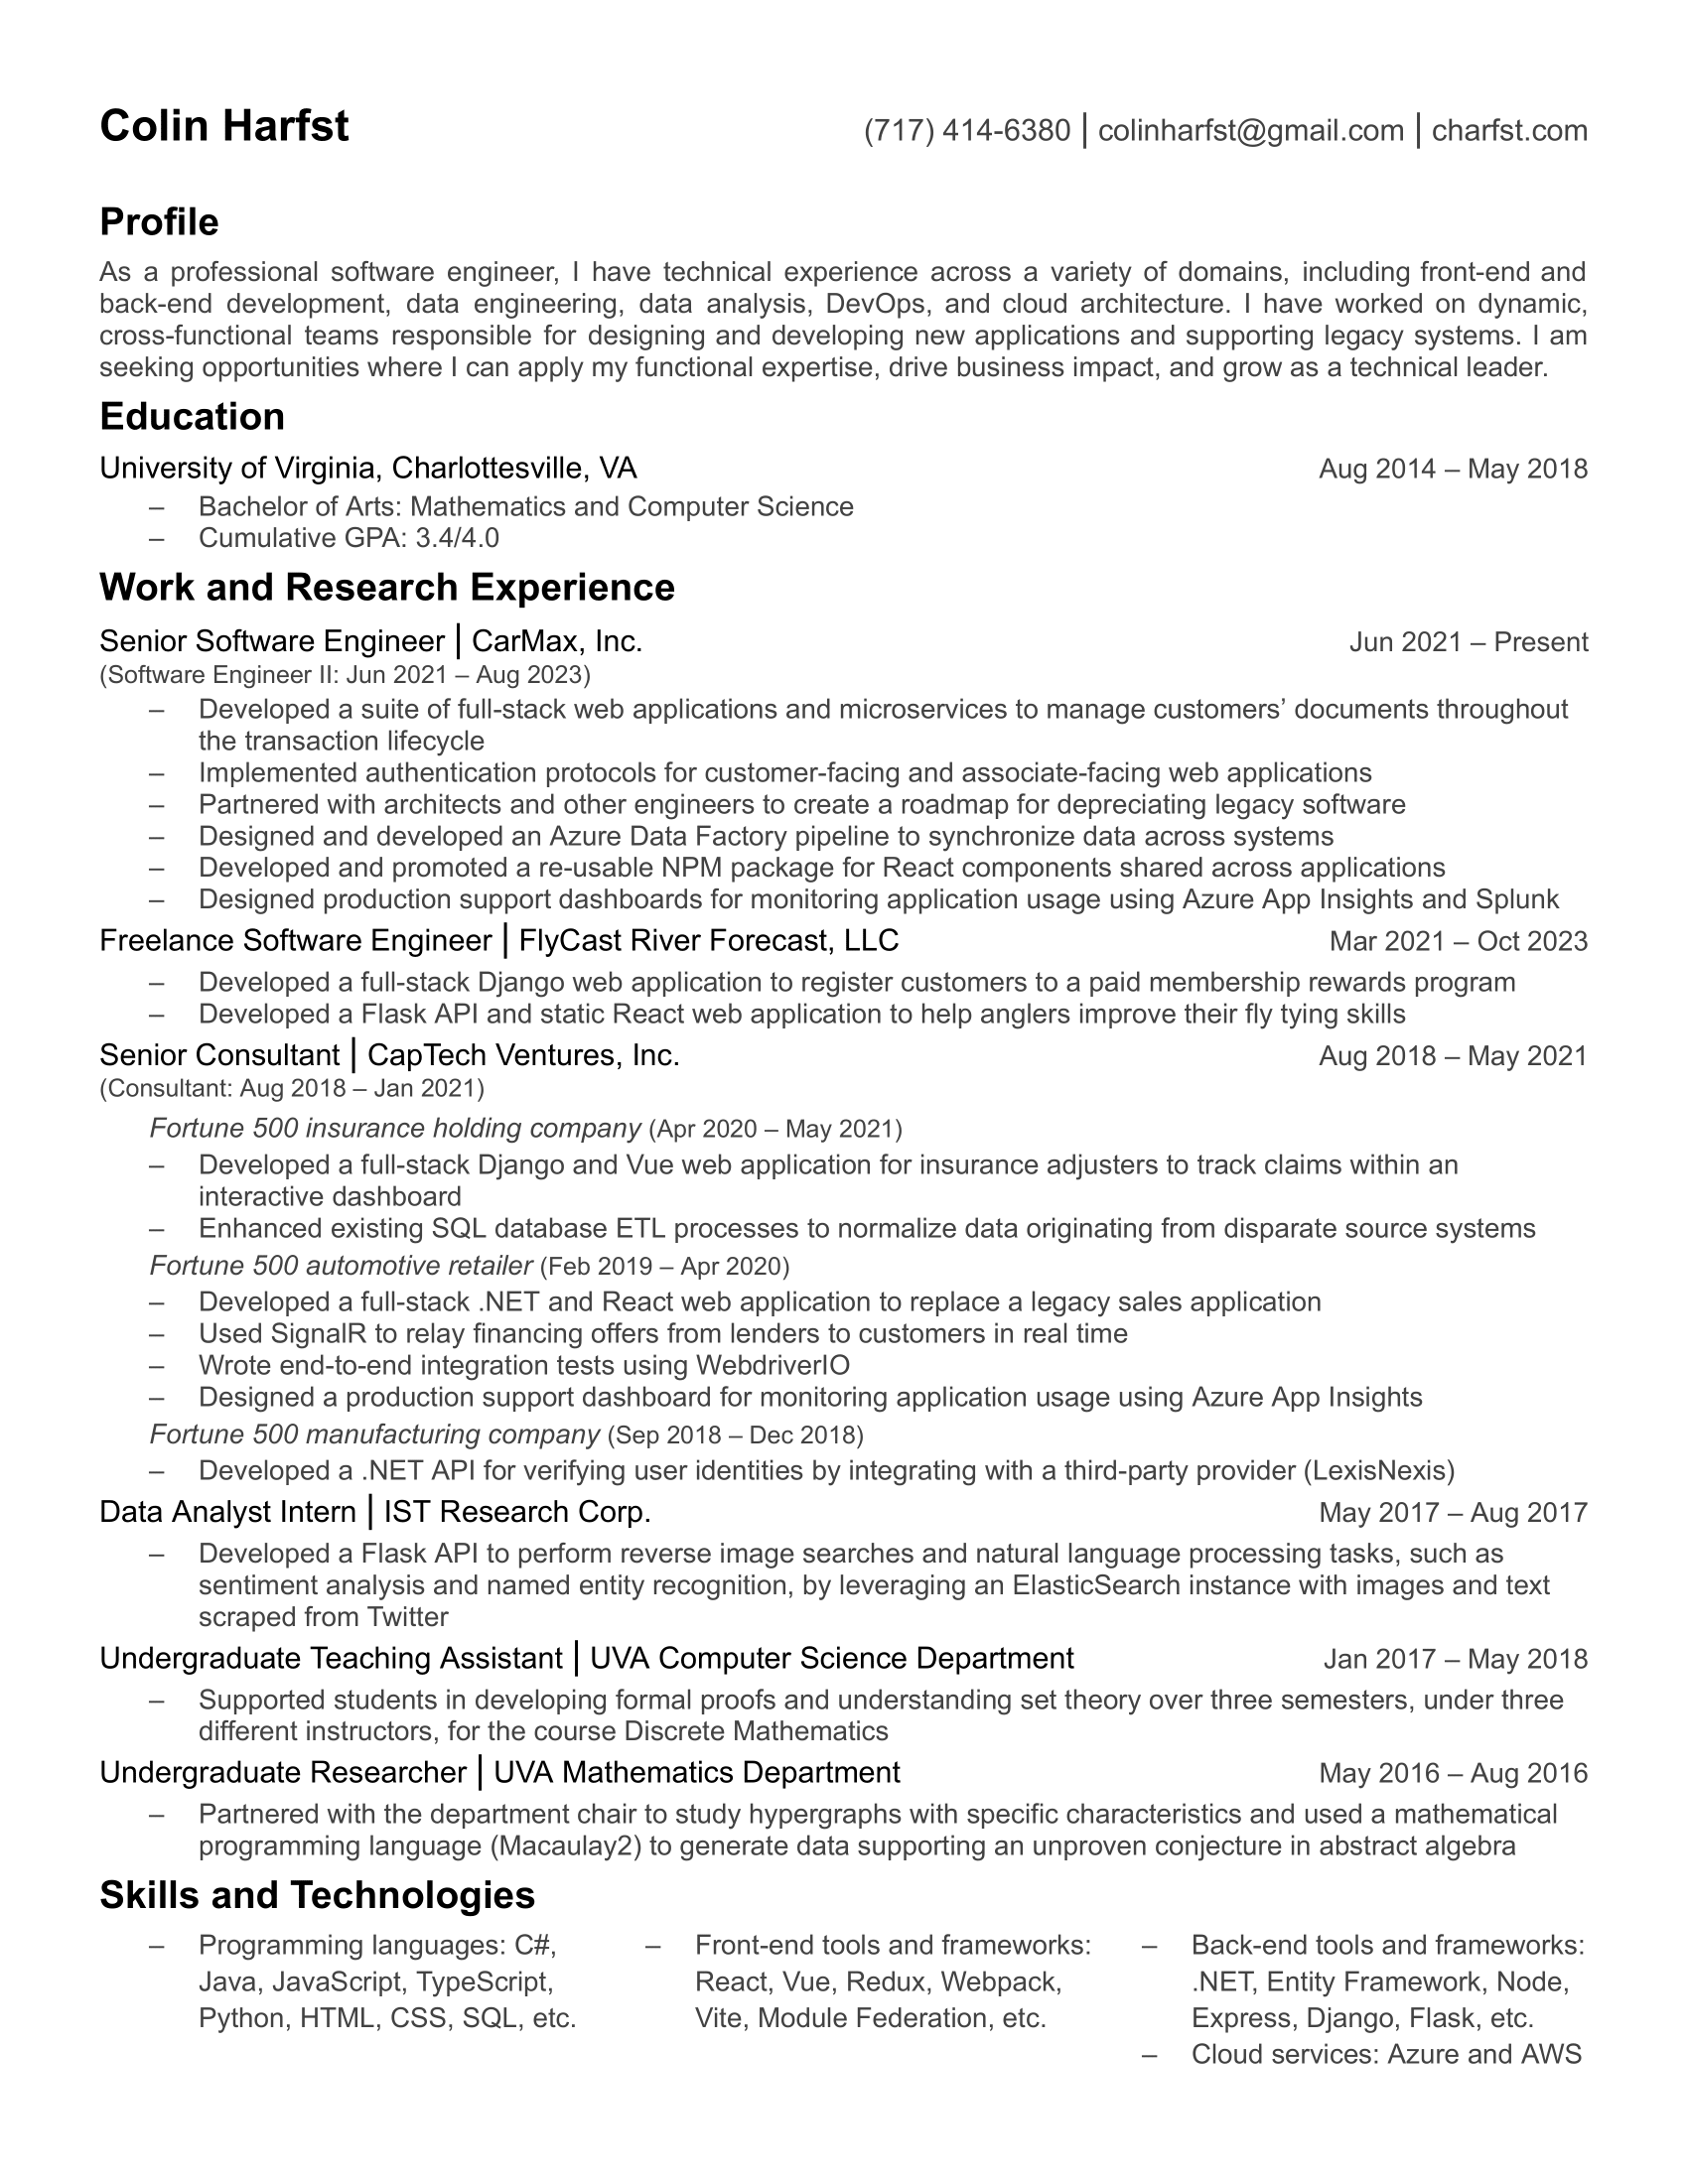 Colin Harfst
(717) 414-6380 | colinharfst@gmail.com | charfst.com
Profile
As a professional software engineer, I have technical experience across a variety of domains, including front-end and
back-end development, data engineering, data analysis, DevOps, and cloud architecture. I have worked on dynamic,
cross-functional teams responsible for designing and developing new applications and supporting legacy systems. I am
seeking opportunities where I can apply my functional expertise, drive business impact, and grow as a technical leader.
Education
University of Virginia, Charlottesville, VA Aug 2014 – May 2018
– Bachelor of Arts: Mathematics and Computer Science
– Cumulative GPA: 3.4/4.0
Work and Research Experience
Senior Software Engineer | CarMax, Inc. Jun 2021 – Present
(Software Engineer II: Jun 2021 – Aug 2023)
– Developed a suite of full-stack web applications and microservices to manage customers’ documents throughout
the transaction lifecycle
– Implemented authentication protocols for customer-facing and associate-facing web applications
– Partnered with architects and other engineers to create a roadmap for depreciating legacy software
– Designed and developed an Azure Data Factory pipeline to synchronize data across systems
– Developed and promoted a re-usable NPM package for React components shared across applications
– Designed production support dashboards for monitoring application usage using Azure App Insights and Splunk
Freelance Software Engineer | FlyCast River Forecast, LLC Mar 2021 – Oct 2023
– Developed a full-stack Django web application to register customers to a paid membership rewards program
– Developed a Flask API and static React web application to help anglers improve their fly tying skills
Senior Consultant | CapTech Ventures, Inc. Aug 2018 – May 2021
(Consultant: Aug 2018 – Jan 2021)
Fortune 500 insurance holding company (Apr 2020 – May 2021)
– Developed a full-stack Django and Vue web application for insurance adjusters to track claims within an
interactive dashboard
– Enhanced existing SQL database ETL processes to normalize data originating from disparate source systems
Fortune 500 automotive retailer (Feb 2019 – Apr 2020)
– Developed a full-stack .NET and React web application to replace a legacy sales application
– Used SignalR to relay financing offers from lenders to customers in real time
– Wrote end-to-end integration tests using WebdriverIO
– Designed a production support dashboard for monitoring application usage using Azure App Insights
Fortune 500 manufacturing company (Sep 2018 – Dec 2018)
– Developed a .NET API for verifying user identities by integrating with a third-party provider (LexisNexis)
Data Analyst Intern | IST Research Corp. May 2017 – Aug 2017
– Developed a Flask API to perform reverse image searches and natural language processing tasks, such as
sentiment analysis and named entity recognition, by leveraging an ElasticSearch instance with images and text
scraped from Twitter
Undergraduate Teaching Assistant | UVA Computer Science Department Jan 2017 – May 2018
– Supported students in developing formal proofs and understanding set theory over three semesters, under three
different instructors, for the course Discrete Mathematics
Undergraduate Researcher | UVA Mathematics Department May 2016 – Aug 2016
– Partnered with the department chair to study hypergraphs with specific characteristics and used a mathematical
programming language (Macaulay2) to generate data supporting an unproven conjecture in abstract algebra
Skills and Technologies
– Programming languages: C#,
Java, JavaScript, TypeScript,
Python, HTML, CSS, SQL, etc.
– Front-end tools and frameworks:
React, Vue, Redux, Webpack,
Vite, Module Federation, etc.
– Back-end tools and frameworks:
.NET, Entity Framework, Node,
Express, Django, Flask, etc.
– Cloud services: Azure and AWS